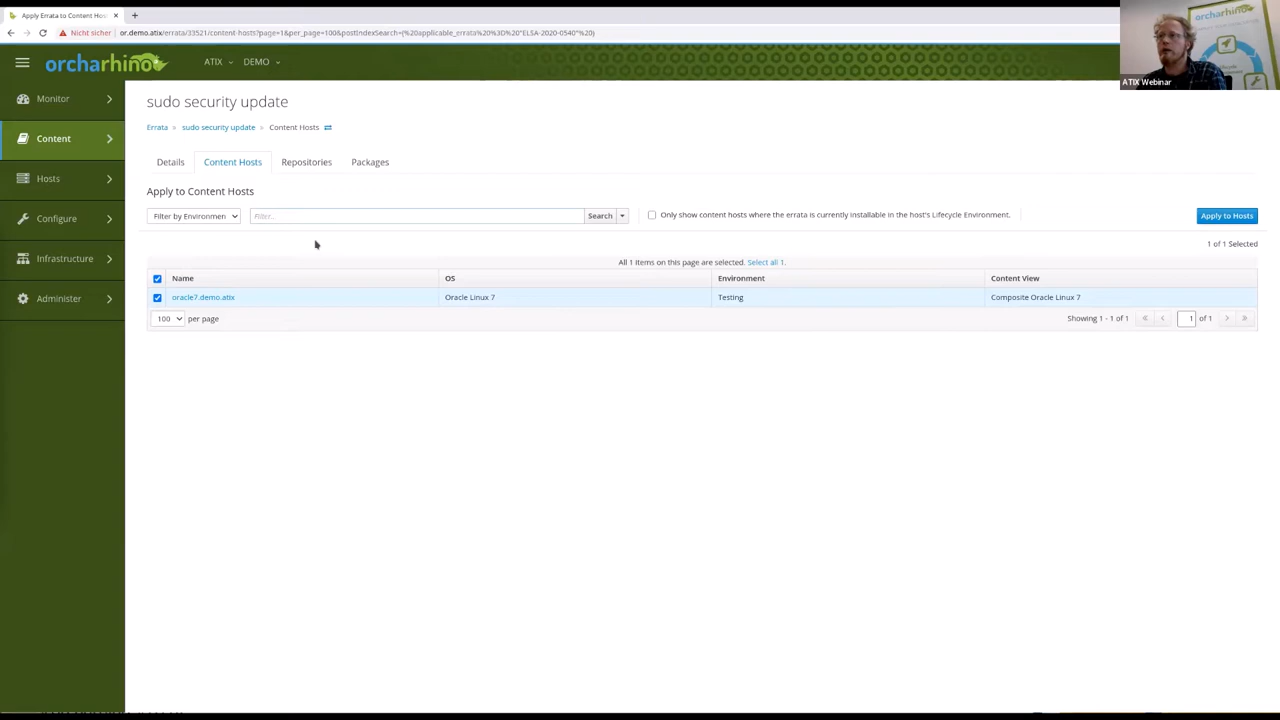 Apply Errata to Content Hos
Nicht sicher
or.demo.atix/errata/33521/content-hosts?page=1&per_page=100&postIndexSearch=(%20applicable_errata%20%3D%20"ELSA-2020-0540"%20)
orcharhino
ATIX DEMO
orcharhino
ATIX Webinar
Monitor
Content
Hosts
Configure
Infrastructure
Administer
sudo security update
Errata » sudo security update » Content Hosts
Details Content Hosts Repositories Packages
Apply to Content Hosts
Filter by Environmen Filter... Search Only show content hosts where the errata is currently installable in the host's Lifecycle Environment. Apply to Hosts
1 of 1 Selected
All 1 items on this page are selected. Select all 1.
Name OS Environment Content View
oracle7.demo.atix Oracle Linux 7 Testing Composite Oracle Linux 7
100 per page Showing 1 - 1 of 1 « ‹ 1 of 1 › »